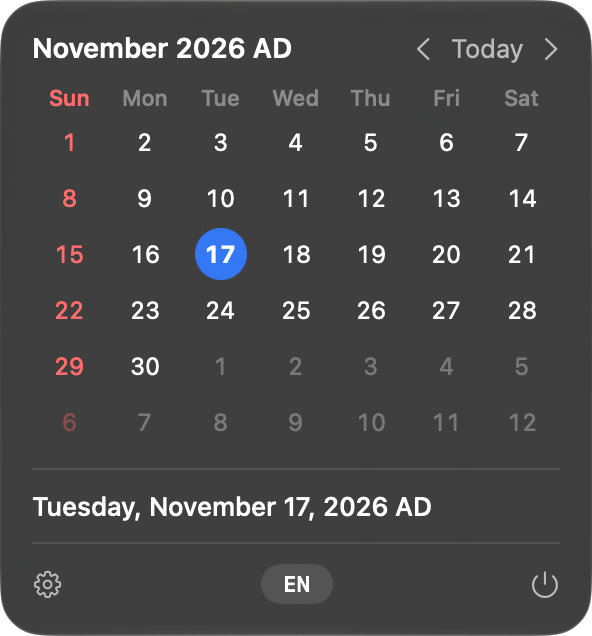 November 2026 AD Today
Sun Mon Tue Wed Thu Fri Sat
1 2 3 4 5 6 7
8 9 10 11 12 13 14
15 16 17 18 19 20 21
22 23 24 25 26 27 28
29 30 1 2 3 4 5
6 7 8 9 10 11 12
Tuesday, November 17, 2026 AD
EN